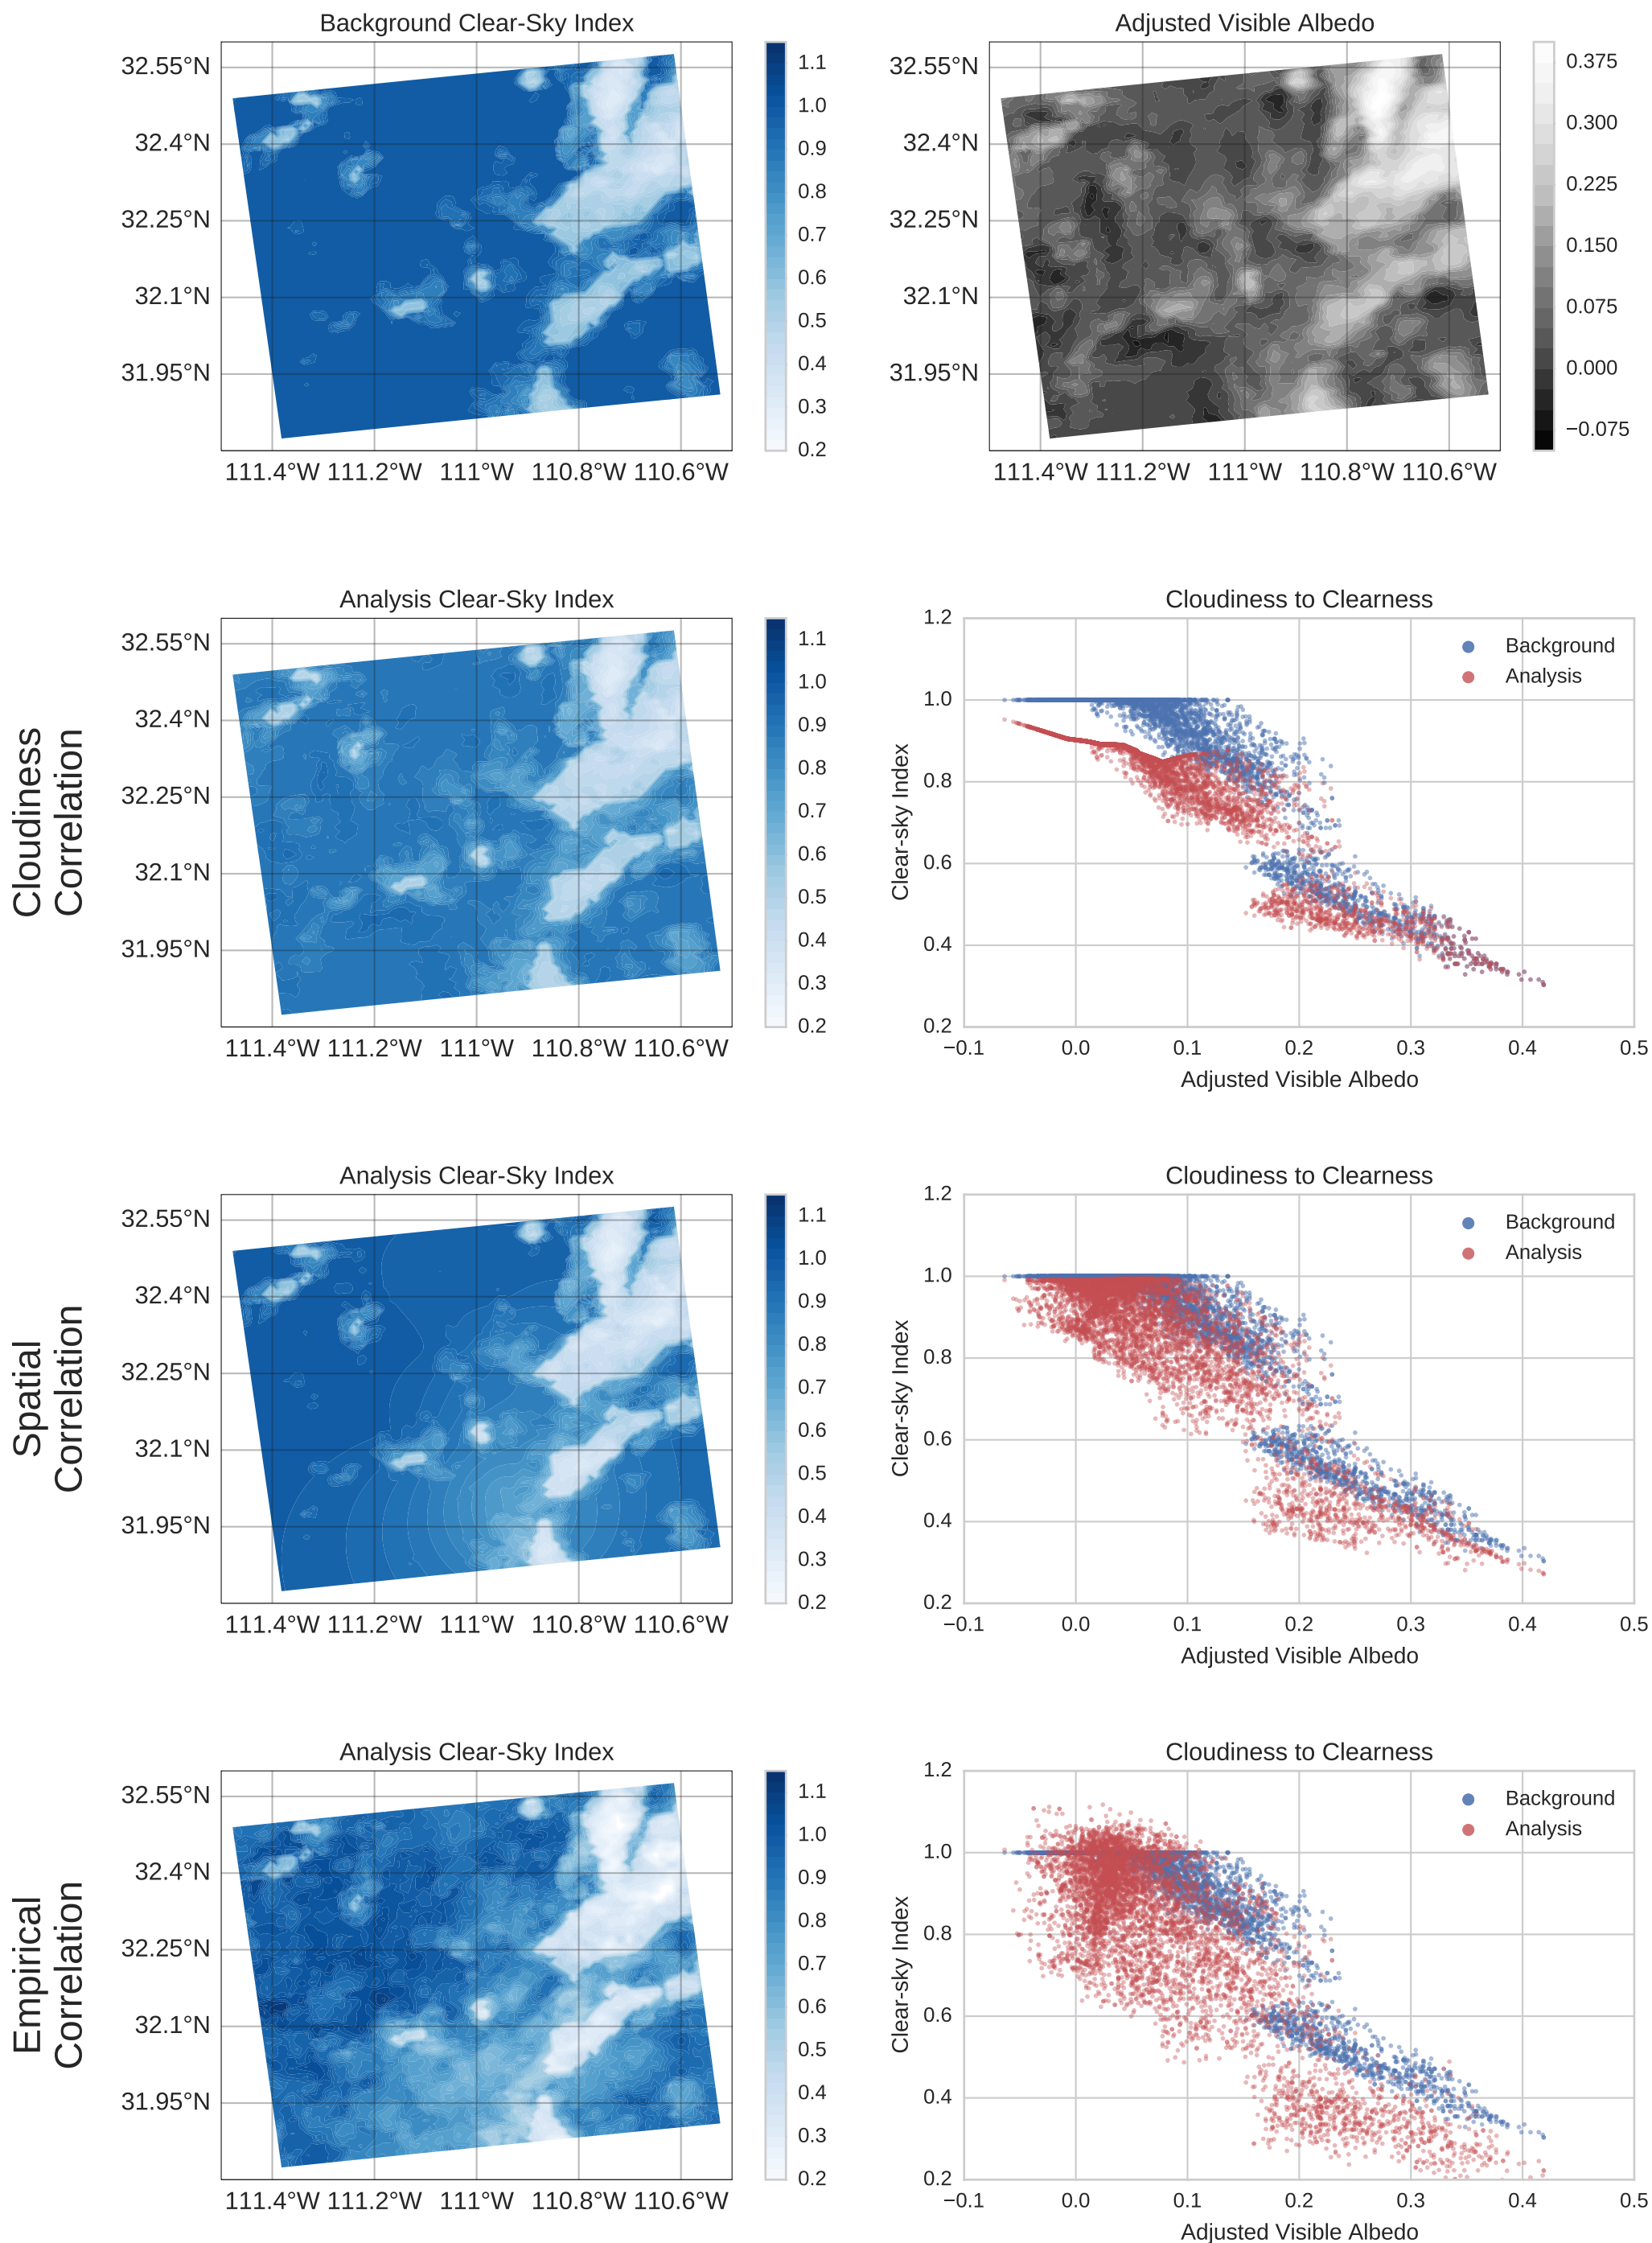 Background Clear-Sky Index
32.55°N
32.4°N
32.25°N
32.1°N
31.95°N
111.4°W 111.2°W 111°W 110.8°W 110.6°W
1.1
1.0
0.9
0.8
0.7
0.6
0.5
0.4
0.3
0.2
Adjusted Visible Albedo
32.55°N
32.4°N
32.25°N
32.1°N
31.95°N
111.4°W 111.2°W 111°W 110.8°W 110.6°W
0.375
0.300
0.225
0.150
0.075
0.000
−0.075
Cloudiness
Correlation
Analysis Clear-Sky Index
32.55°N
32.4°N
32.25°N
32.1°N
31.95°N
111.4°W 111.2°W 111°W 110.8°W 110.6°W
1.1
1.0
0.9
0.8
0.7
0.6
0.5
0.4
0.3
0.2
Cloudiness to Clearness
Background
Analysis
Clear-sky Index
1.2
1.0
0.8
0.6
0.4
0.2
−0.1 0.0 0.1 0.2 0.3 0.4 0.5
Adjusted Visible Albedo
Spatial
Correlation
Analysis Clear-Sky Index
32.55°N
32.4°N
32.25°N
32.1°N
31.95°N
111.4°W 111.2°W 111°W 110.8°W 110.6°W
1.1
1.0
0.9
0.8
0.7
0.6
0.5
0.4
0.3
0.2
Cloudiness to Clearness
Background
Analysis
Clear-sky Index
1.2
1.0
0.8
0.6
0.4
0.2
−0.1 0.0 0.1 0.2 0.3 0.4 0.5
Adjusted Visible Albedo
Empirical
Correlation
Analysis Clear-Sky Index
32.55°N
32.4°N
32.25°N
32.1°N
31.95°N
111.4°W 111.2°W 111°W 110.8°W 110.6°W
1.1
1.0
0.9
0.8
0.7
0.6
0.5
0.4
0.3
0.2
Cloudiness to Clearness
Background
Analysis
Clear-sky Index
1.2
1.0
0.8
0.6
0.4
0.2
−0.1 0.0 0.1 0.2 0.3 0.4 0.5
Adjusted Visible Albedo